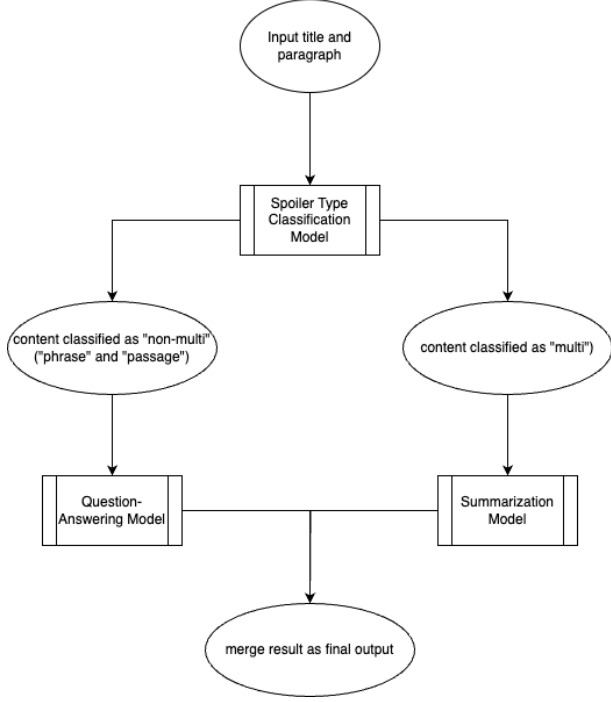 Input title and
paragraph
Spoiler Type
Classification
Model
content classified as "non-multi"
("phrase" and "passage")
content classified as "multi")
Question-
Answering Model
Summarization
Model
merge result as final output